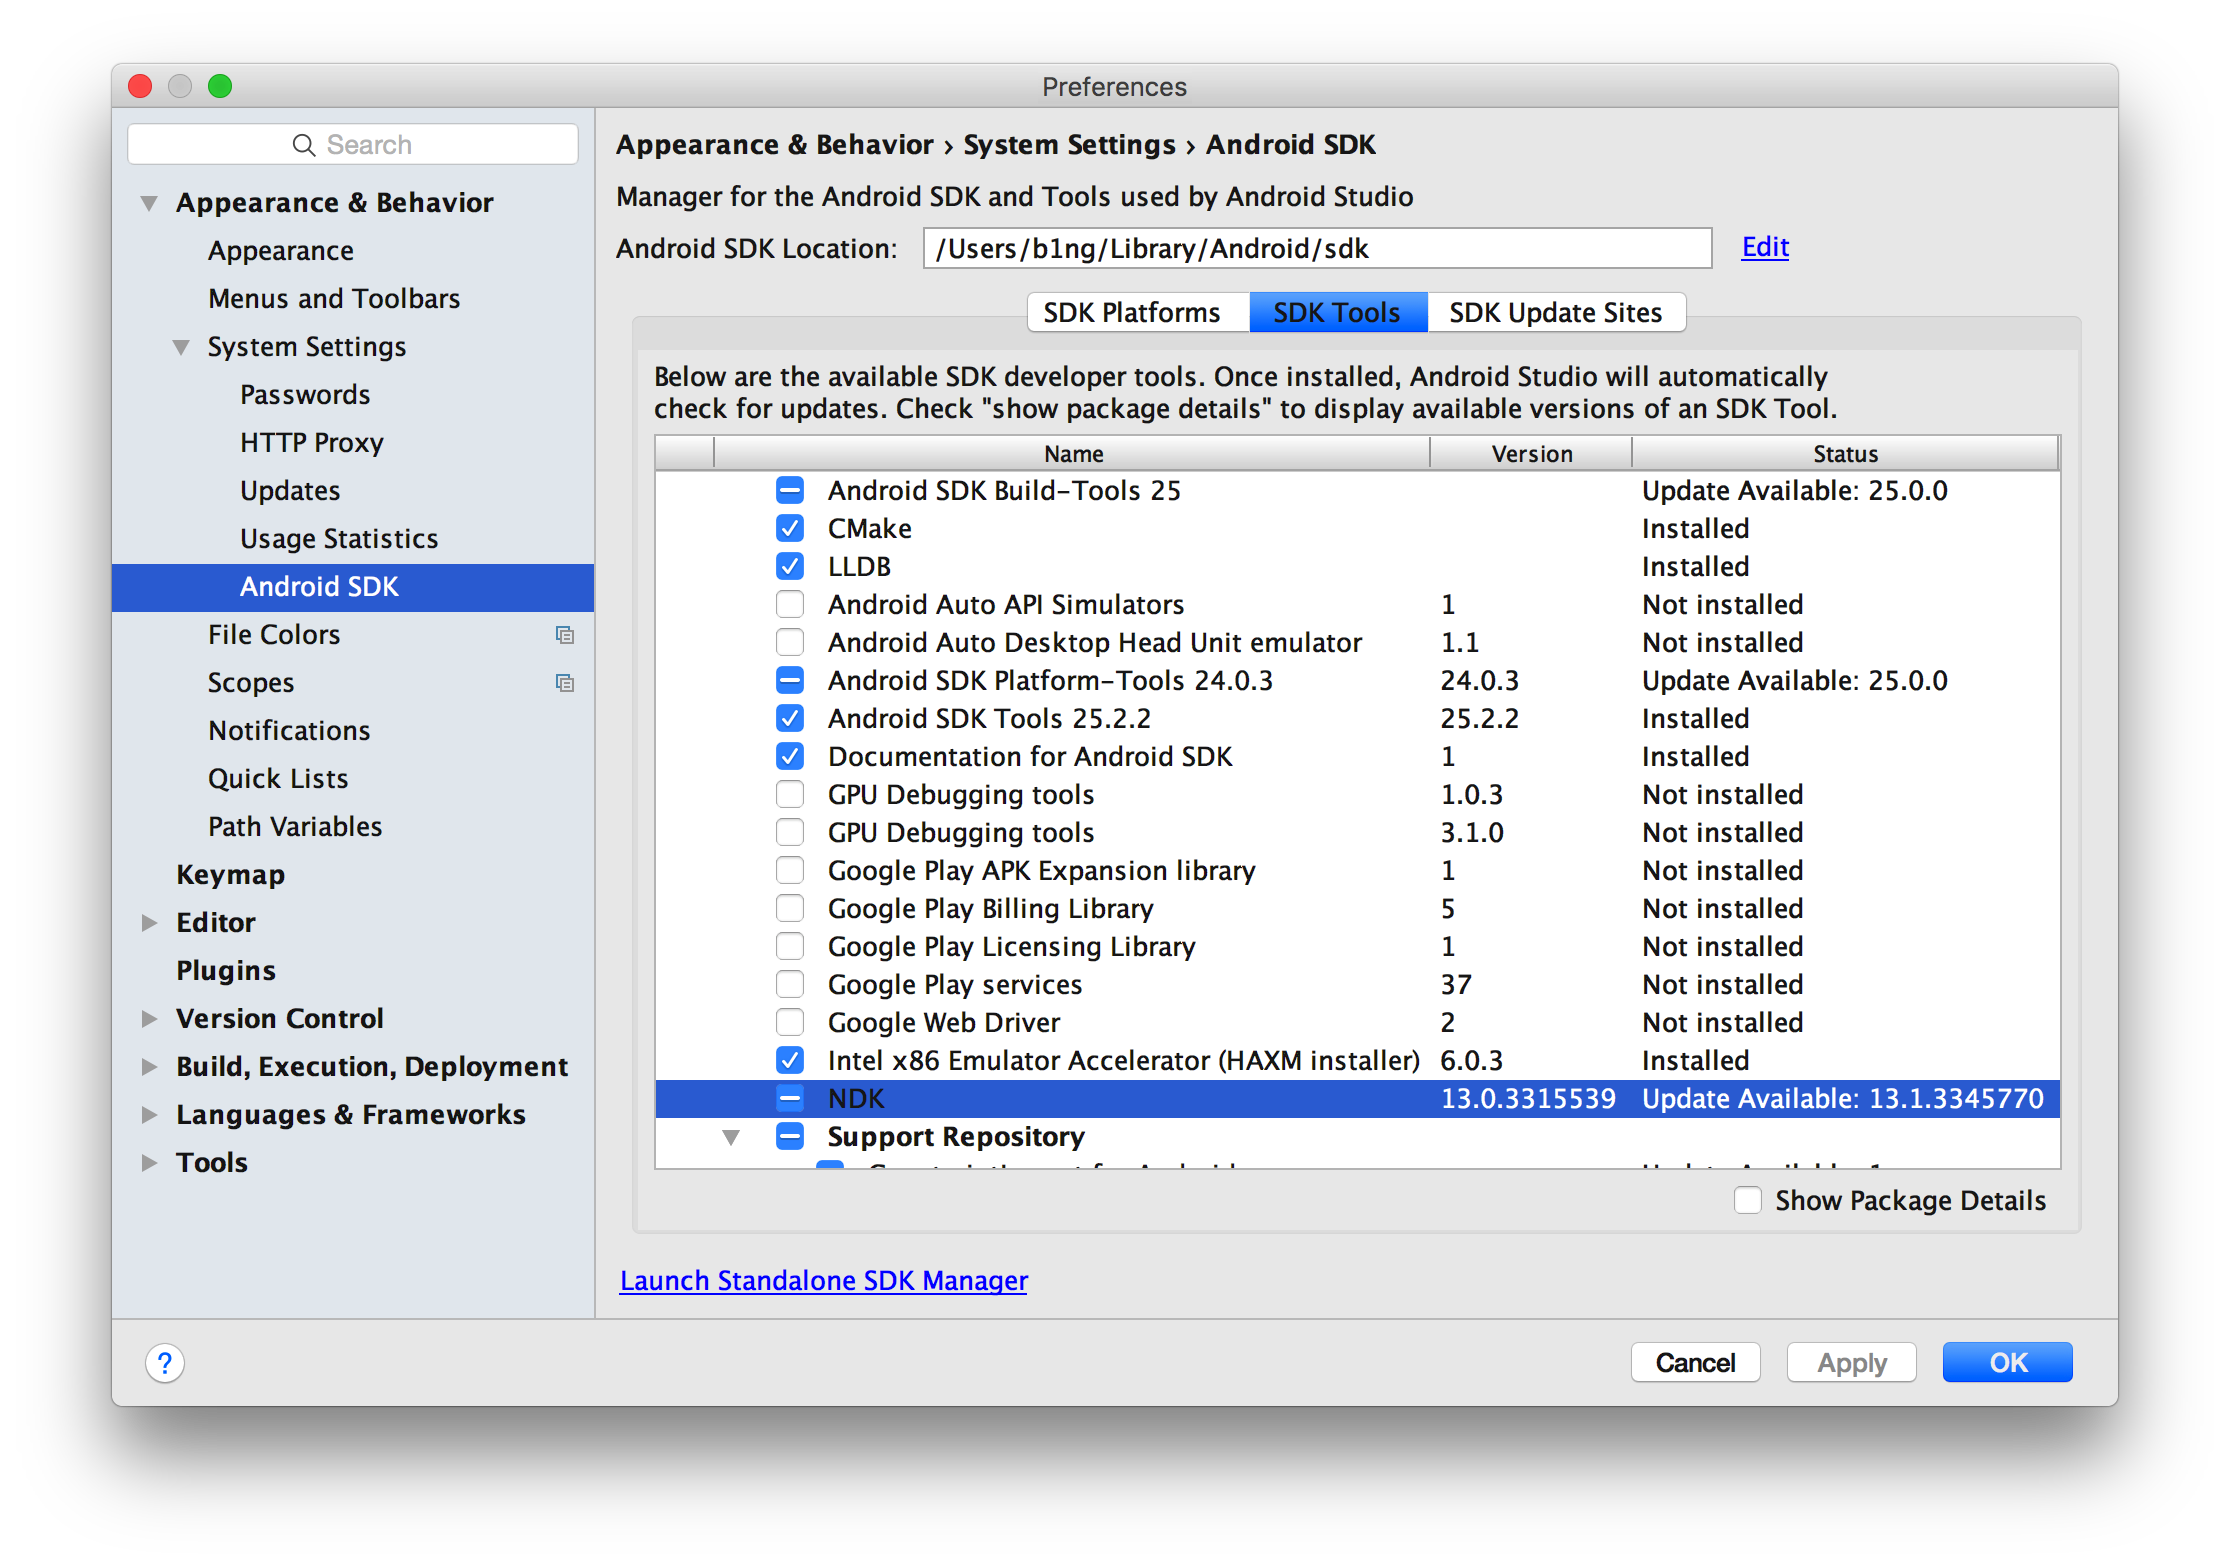 Preferences
Search
Appearance & Behavior
Appearance
Menus and Toolbars
System Settings
Passwords
HTTP Proxy
Updates
Usage Statistics
Android SDK
File Colors
Scopes
Notifications
Quick Lists
Path Variables
Keymap
Editor
Plugins
Version Control
Build, Execution, Deployment
Languages & Frameworks
Tools
Appearance & Behavior › System Settings › Android SDK
Manager for the Android SDK and Tools used by Android Studio
Android SDK Location: /Users/b1ng/Library/Android/sdk Edit
SDK Platforms SDK Tools SDK Update Sites
Below are the available SDK developer tools. Once installed, Android Studio will automatically
check for updates. Check "show package details" to display available versions of an SDK Tool.
Name Version Status
Android SDK Build-Tools 25 Update Available: 25.0.0
CMake Installed
LLDB Installed
Android Auto API Simulators 1 Not installed
Android Auto Desktop Head Unit emulator 1.1 Not installed
Android SDK Platform-Tools 24.0.3 24.0.3 Update Available: 25.0.0
Android SDK Tools 25.2.2 25.2.2 Installed
Documentation for Android SDK 1 Installed
GPU Debugging tools 1.0.3 Not installed
GPU Debugging tools 3.1.0 Not installed
Google Play APK Expansion library 1 Not installed
Google Play Billing Library 5 Not installed
Google Play Licensing Library 1 Not installed
Google Play services 37 Not installed
Google Web Driver 2 Not installed
Intel x86 Emulator Accelerator (HAXM installer) 6.0.3 Installed
NDK 13.0.3315539 Update Available: 13.1.3345770
Support Repository
Show Package Details
Launch Standalone SDK Manager
? Cancel Apply OK